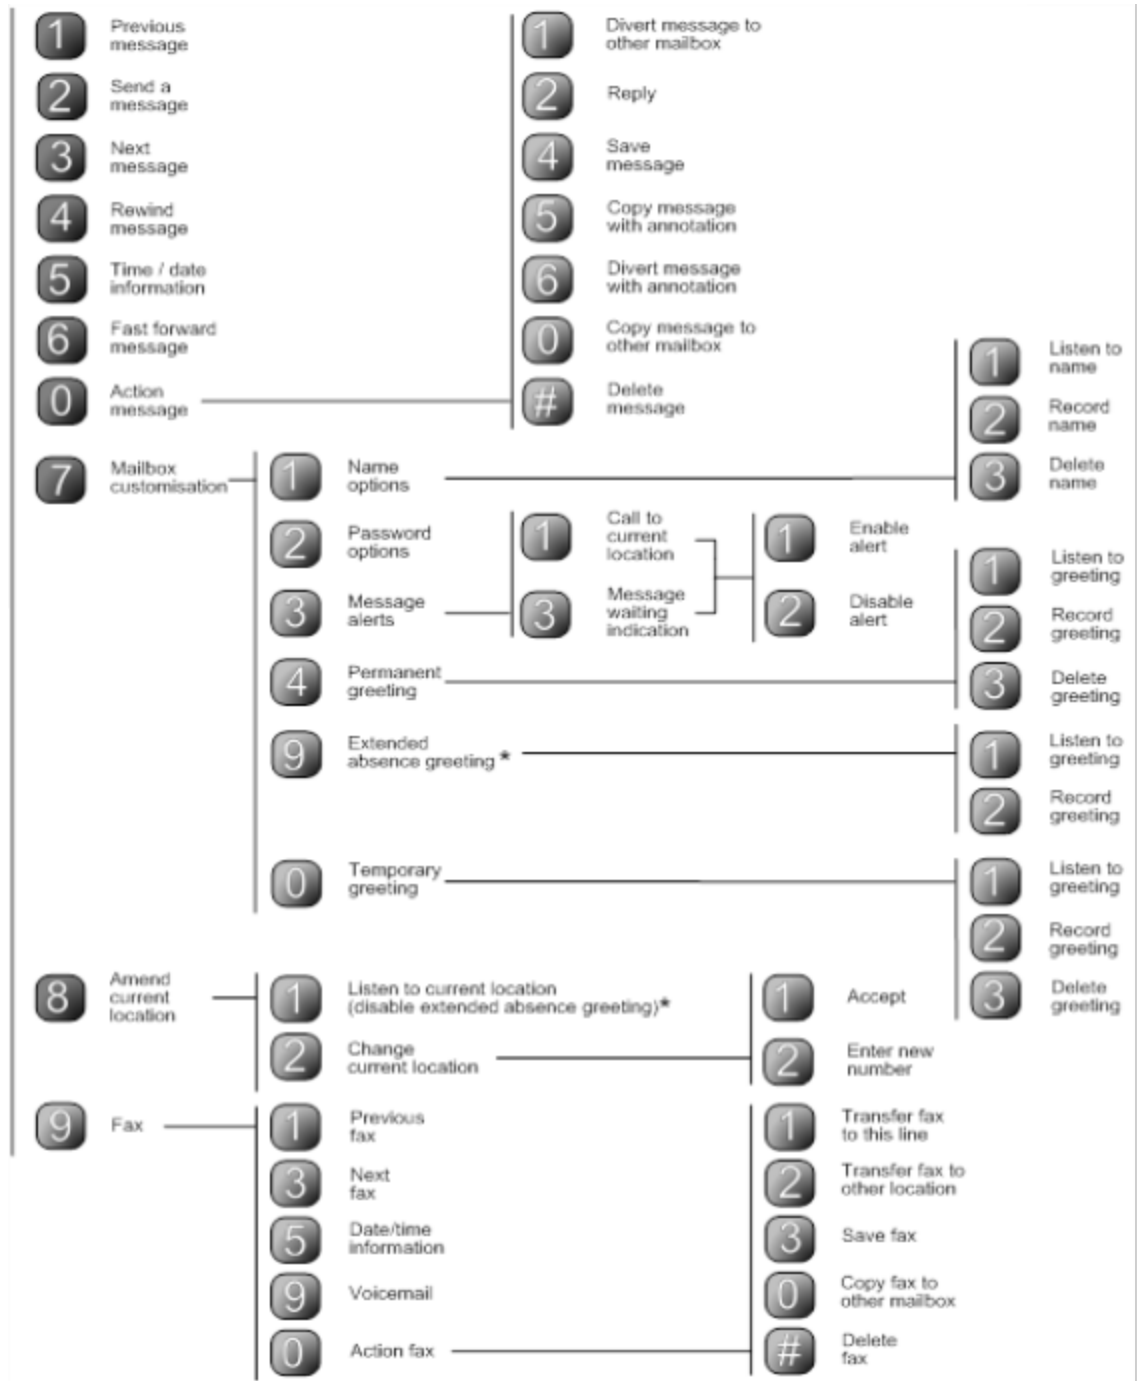 1 Previous
message
2 Send a
message
3 Next
message
4 Rewind
message
5 Time / date
information
6 Fast forward
message
0 Action
message
1 Divert message to
other mailbox
2 Reply
4 Save
message
5 Copy message
with annotation
6 Divert message
with annotation
0 Copy message to
other mailbox
# Delete
message
7 Mailbox
customisation
1 Name
options
1 Listen to
name
2 Record
name
3 Delete
name
2 Password
options
3 Message
alerts
1 Call to
current
location
3 Message
waiting
indication
1 Enable
alert
2 Disable
alert
4 Permanent
greeting
1 Listen to
greeting
2 Record
greeting
3 Delete
greeting
9 Extended
absence greeting *
1 Listen to
greeting
2 Record
greeting
0 Temporary
greeting
1 Listen to
greeting
2 Record
greeting
3 Delete
greeting
8 Amend
current
location
1 Listen to current location
(disable extended absence greeting)*
2 Change
current location
1 Accept
2 Enter new
number
9 Fax
1 Previous
fax
3 Next
fax
5 Date/time
information
9 Voicemail
0 Action fax
1 Transfer fax
to this line
2 Transfer fax to
other location
3 Save fax
0 Copy fax to
other mailbox
# Delete
fax